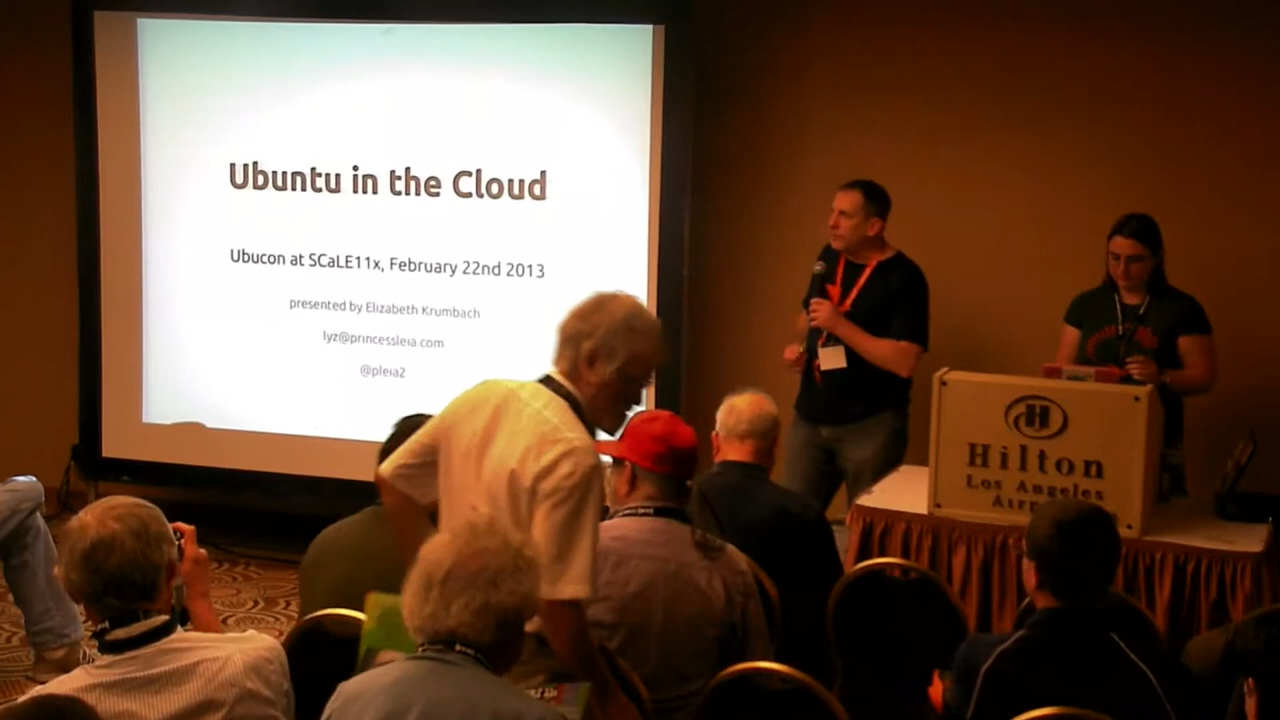 Ubuntu in the Cloud
Ubucon at SCaLE11x, February 22nd 2013
presented by Elizabeth Krumbach
lyz@princessleia.com
@pleia2
H
Hilton
Los Angeles